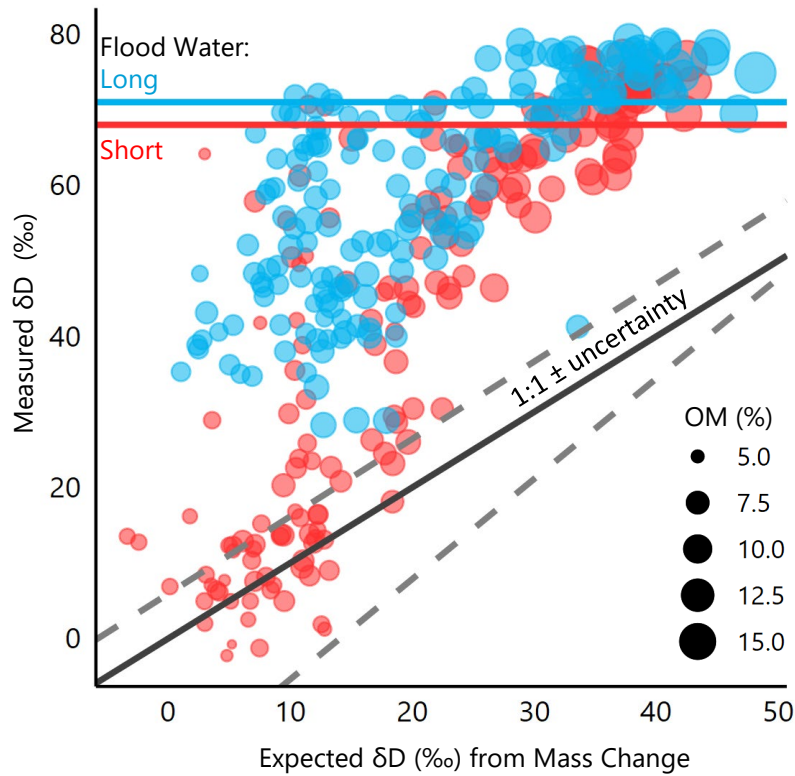 80
60
40
20
0
Measured δD (‰)
Flood Water:
Long
Short
1:1 ± uncertainty
OM (%)
5.0
7.5
10.0
12.5
15.0
0 10 20 30 40 50
Expected δD (‰) from Mass Change